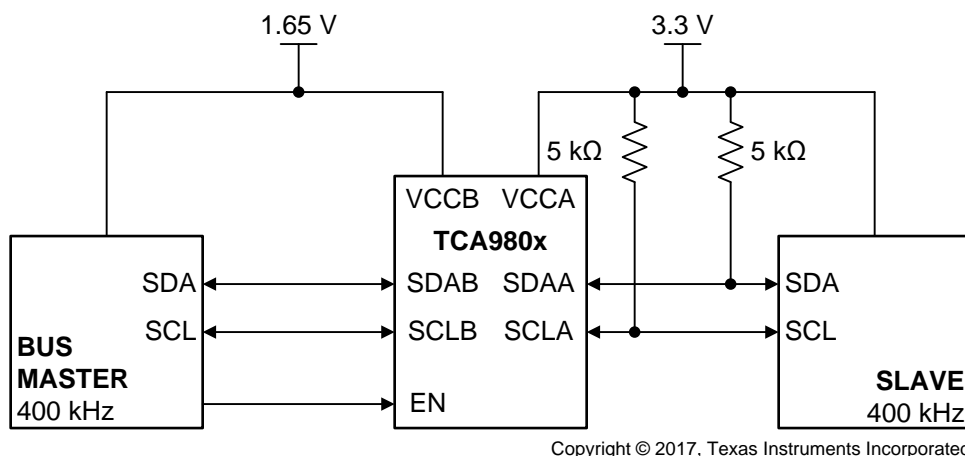 1.65 V
3.3 V
5 kΩ
5 kΩ
VCCB VCCA
TCA980x
SDA
SDAB SDAA
SDA
SCL
SCLB SCLA
SCL
BUS
MASTER
400 kHz
EN
SLAVE
400 kHz
Copyright © 2017, Texas Instruments Incorporated